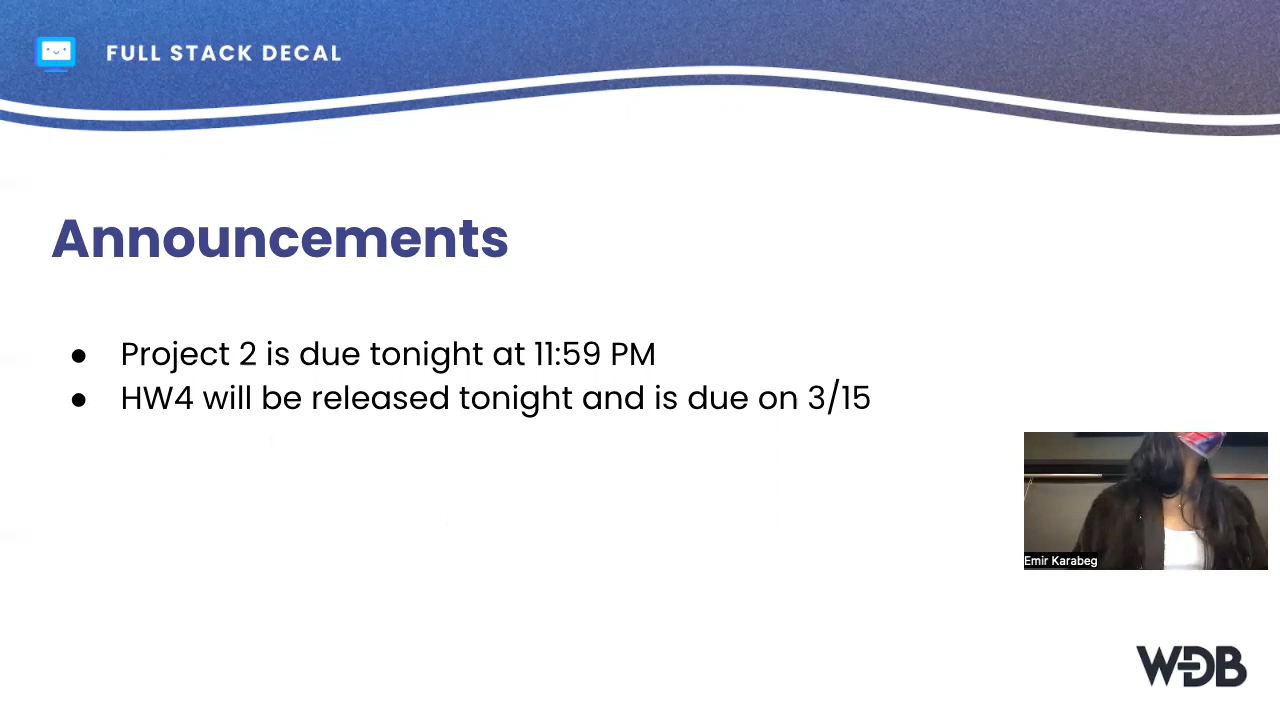 FULL STACK DECAL
Announcements
● Project 2 is due tonight at 11:59 PM
● HW4 will be released tonight and is due on 3/15
Emir Karabeg
WDB